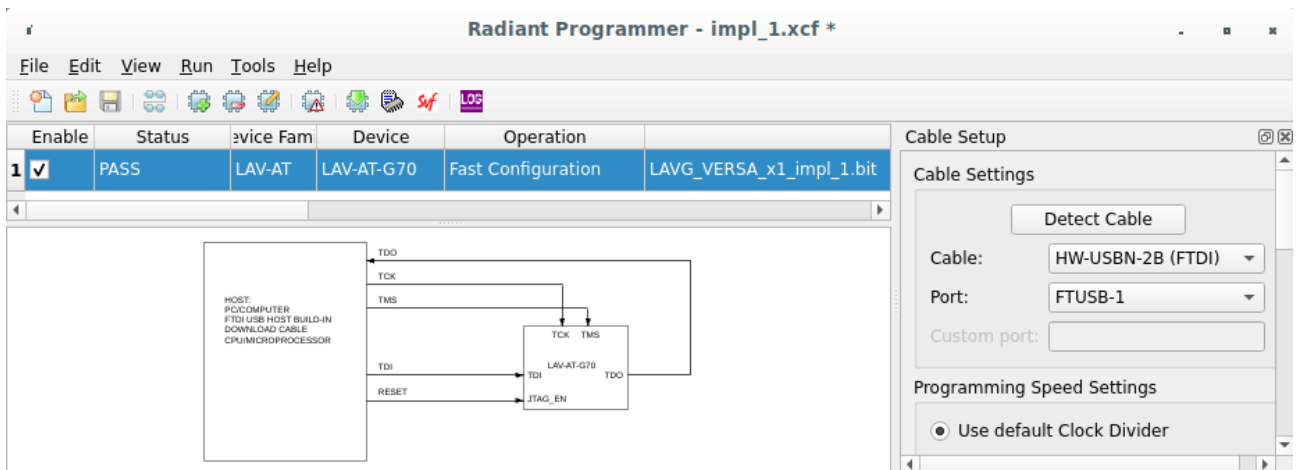 Radiant Programmer - impl_1.xcf *
File Edit View Run Tools Help
Svf LOG
Enable Status evice Fam Device Operation
1 PASS LAV-AT LAV-AT-G70 Fast Configuration LAVG_VERSA_x1_impl_1.bit
Cable Setup
Cable Settings
Detect Cable
Cable: HW-USBN-2B (FTDI)
Port: FTUSB-1
Custom port:
Programming Speed Settings
Use default Clock Divider
HOST:
PC/COMPUTER
FTDI USB HOST BUILD-IN
DOWNLOAD CABLE
CPU/MICROPROCESSOR
TDO
TCK
TMS
TDI
RESET
TCK TMS
LAV-AT-G70
TDI TDO
JTAG_EN